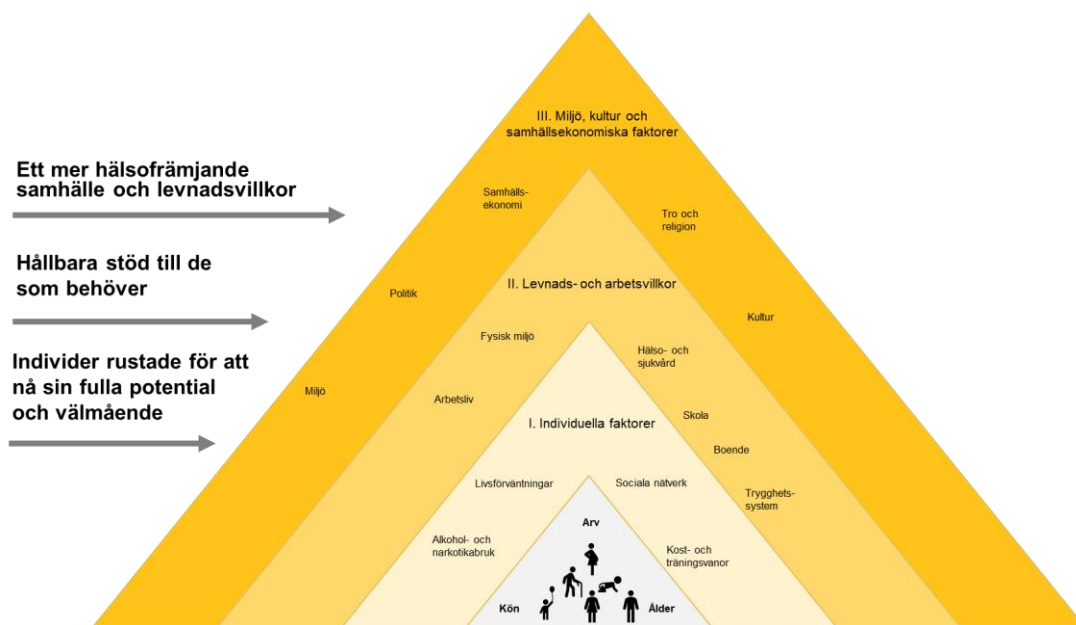 Ett mer hälsofrämjande
samhälle och levnadsvillkor
Hållbara stöd till de
som behöver
Individer rustade för att
nå sin fulla potential
och välmående
III. Miljö, kultur och
samhällsekonomiska faktorer
Samhälls-
ekonomi
Tro och
religion
Politik
Kultur
Miljö
II. Levnads- och arbetsvillkor
Fysisk miljö
Hälso- och
sjukvård
Arbetsliv
Skola
Boende
Trygghets-
system
I. Individuella faktorer
Livsförväntningar
Sociala nätverk
Alkohol- och
narkotikabruk
Kost- och
träningsvanor
Arv
Kön
Ålder